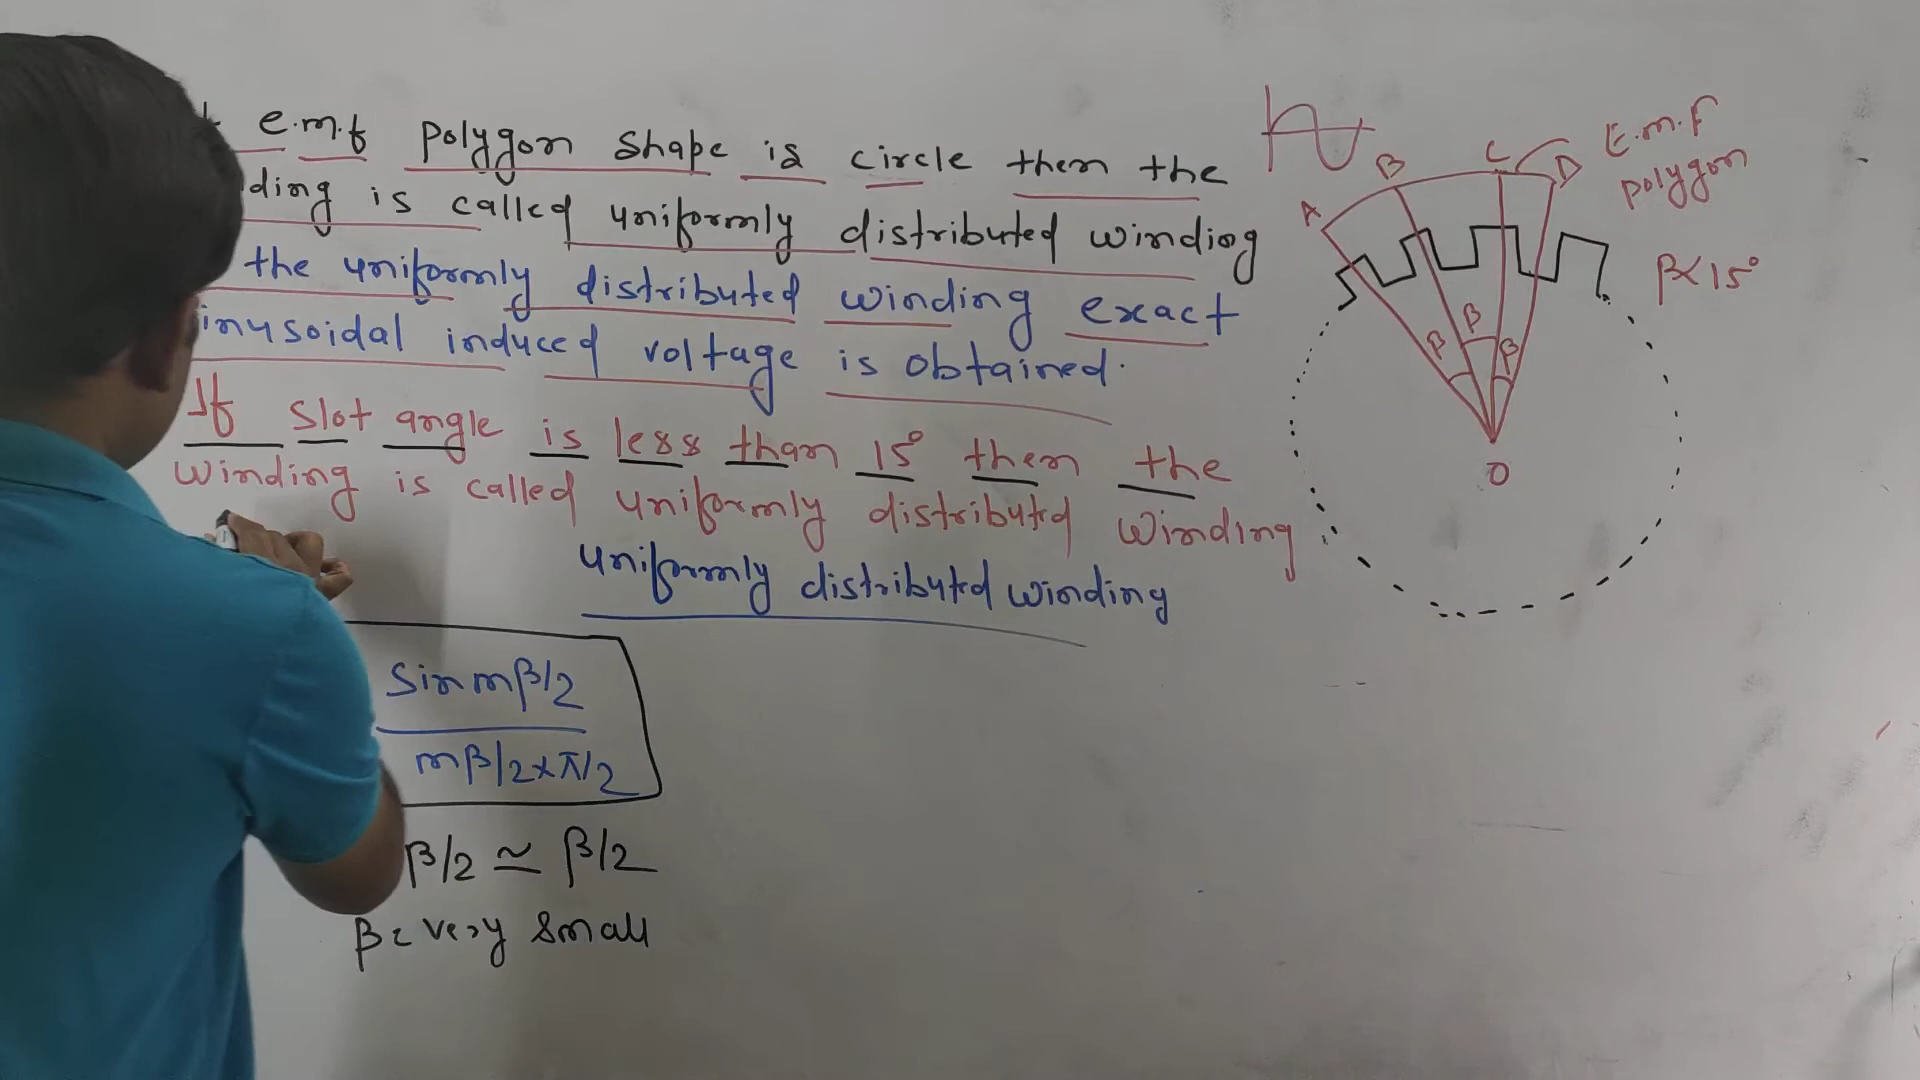 e.m.f polygon shape is circle then the
ding is called uniformly distributed winding
the uniformly distributed winding exact
inusoidal induced voltage is obtained.
If slot angle is less than 15° then the
winding is called uniformly distributd winding
uniformly distributd winding
Sin mβ/2
mβ/2 x π/2
β/2 ≃ β/2
β = very small
E.m.F
polygon
A
B
C
D
β < 15°
β
β
β
O